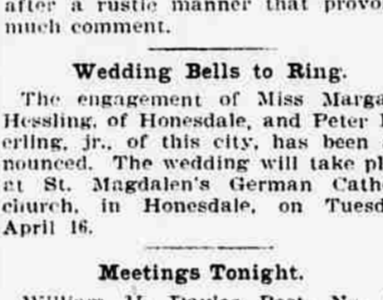 after a rustic manner that provo
much comment.
Wedding Bells to Ring.
The engagement of Miss Marga
Hessling, of Honesdale, and Peter
erling, jr., of this city, has been
nounced. The wedding will take pl
at St. Magdalen's German Cath
church, in Honesdale, on Tuesd
April 16.
Meetings Tonight.
William